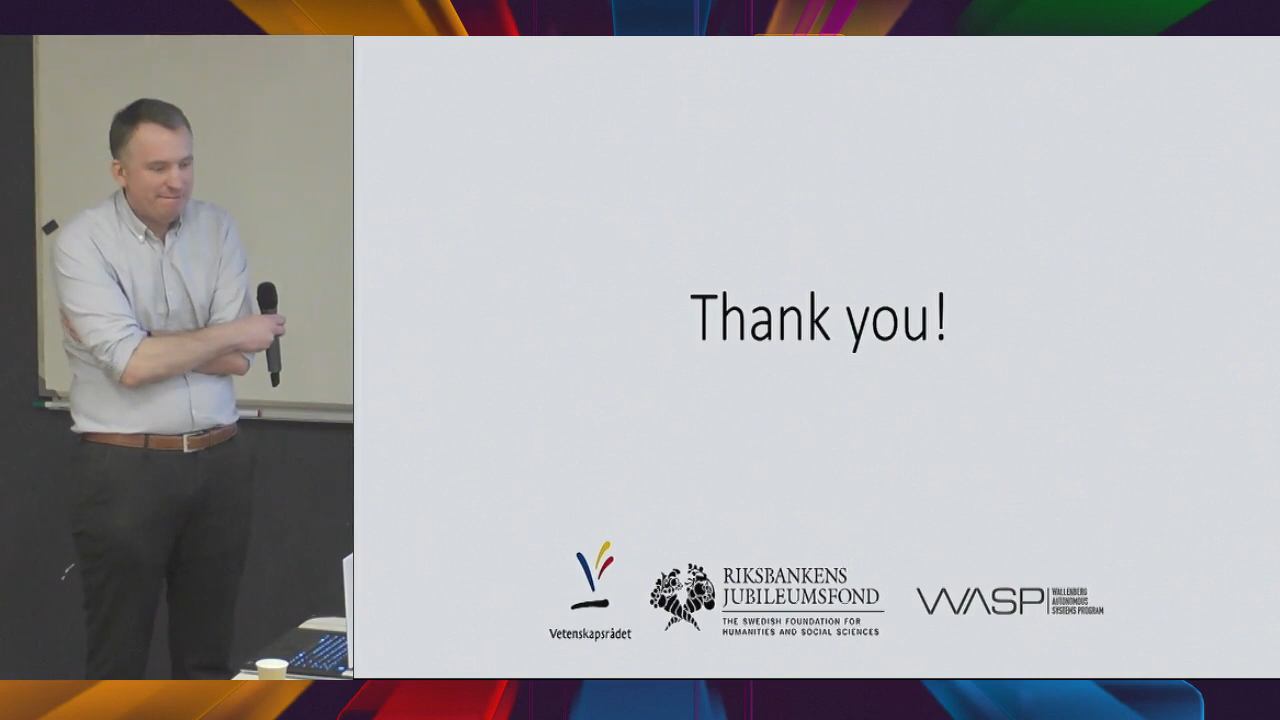 Thank you!
Vetenskapsrådet
RIKSBANKENS
JUBILEUMSFOND
THE SWEDISH FOUNDATION FOR
HUMANITIES AND SOCIAL SCIENCES
WASP
WALLENBERG
AUTONOMOUS
SYSTEMS PROGRAM